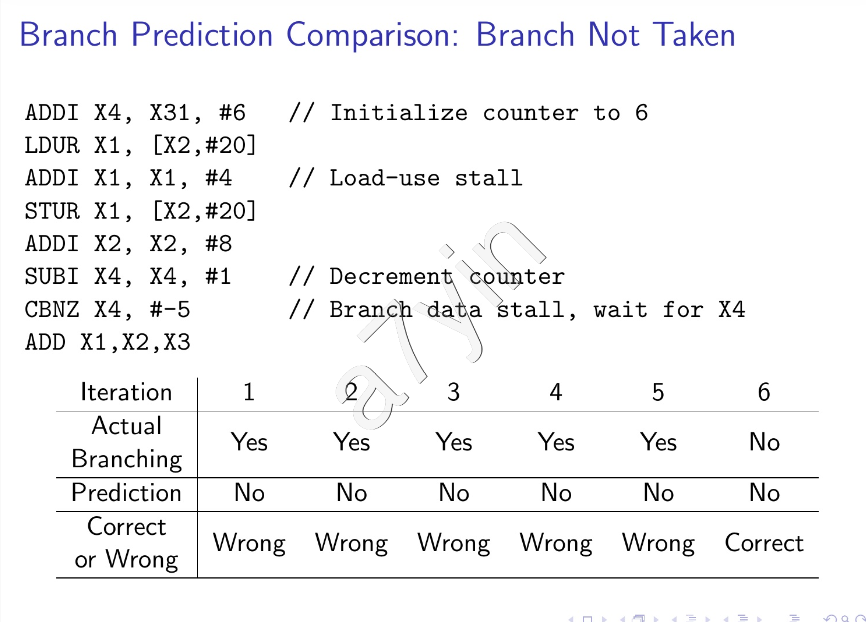 Branch Prediction Comparison: Branch Not Taken
ADDI X4, X31, #6 // Initialize counter to 6
LDUR X1, [X2,#20]
ADDI X1, X1, #4 // Load-use stall
STUR X1, [X2,#20]
ADDI X2, X2, #8
SUBI X4, X4, #1 // Decrement counter
CBNZ X4, #-5 // Branch data stall, wait for X4
ADD X1,X2,X3
a7yin
Iteration 1 2 3 4 5 6
Actual
Branching Yes Yes Yes Yes Yes No
Prediction No No No No No No
Correct
or Wrong Wrong Wrong Wrong Wrong Wrong Correct